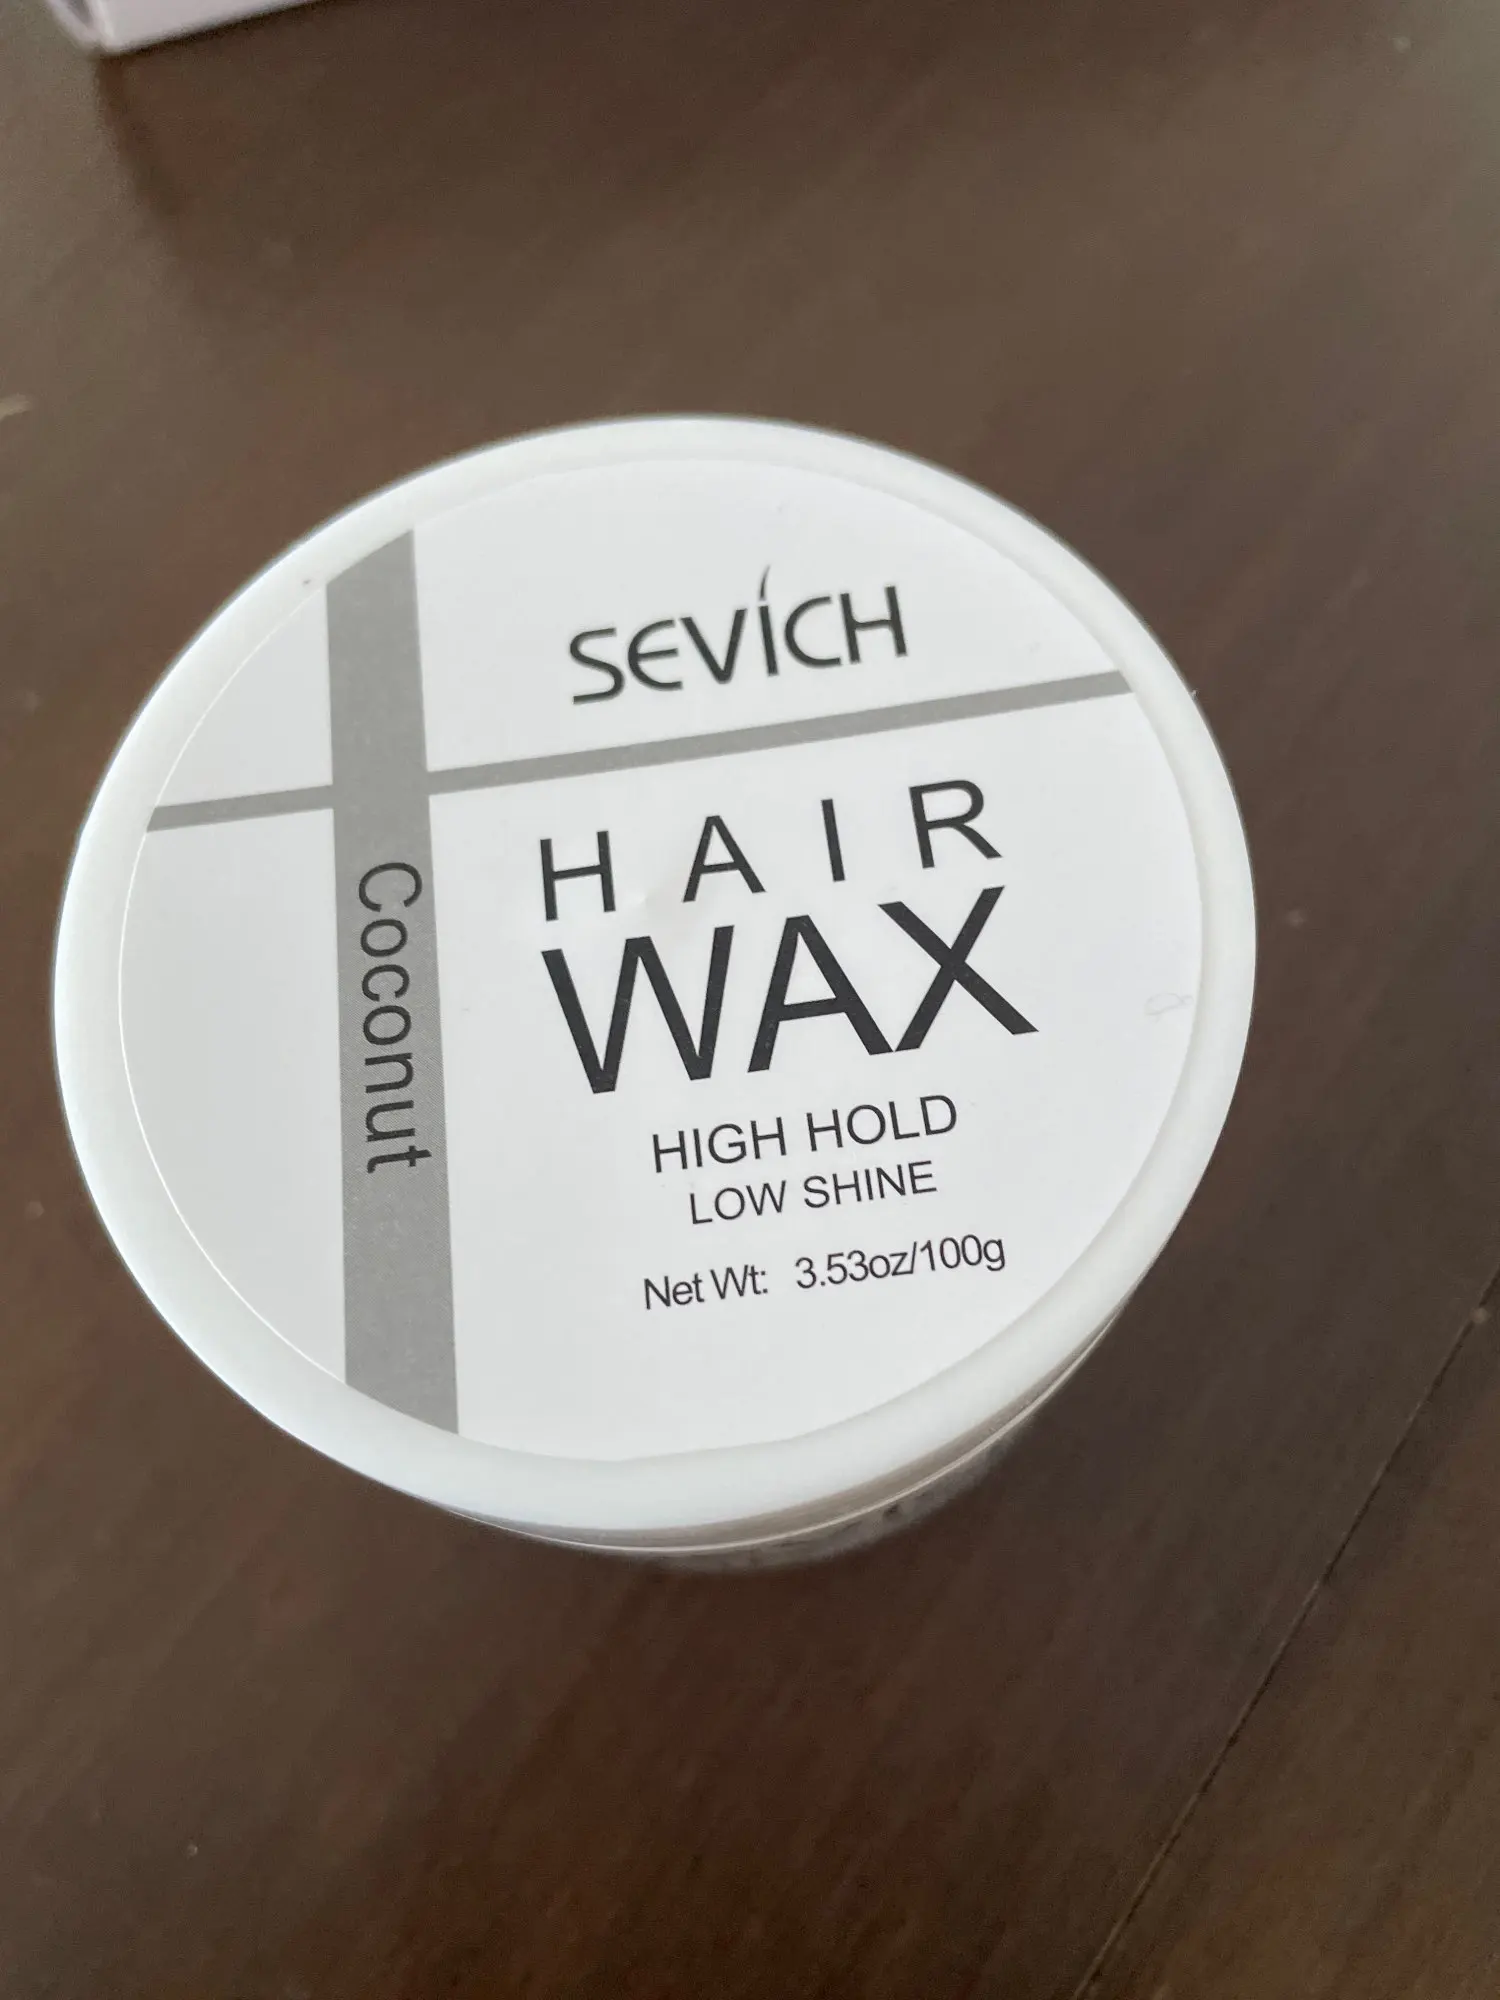 SEVICH
HAIR
WAX
HIGH HOLD
LOW SHINE
Net Wt: 3.53oz/100g
Coconut